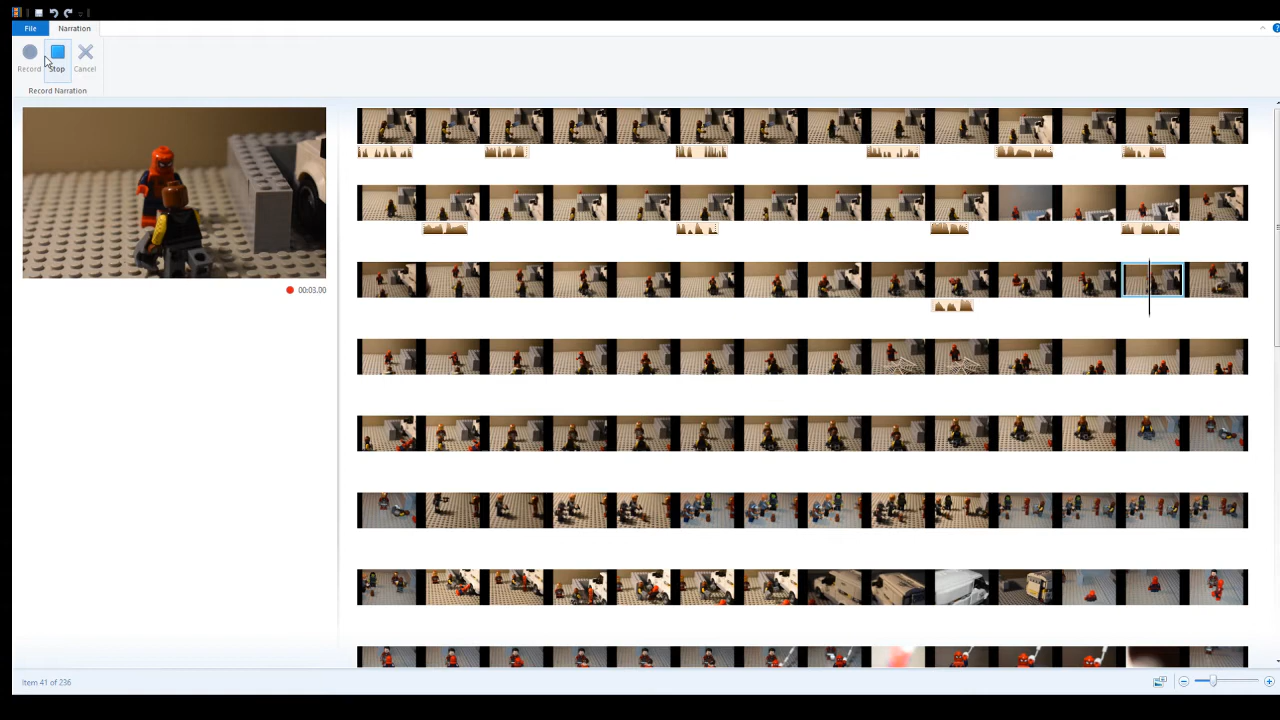 File Narration
Record Stop Cancel
Record Narration
00:03.00
Item 41 of 236